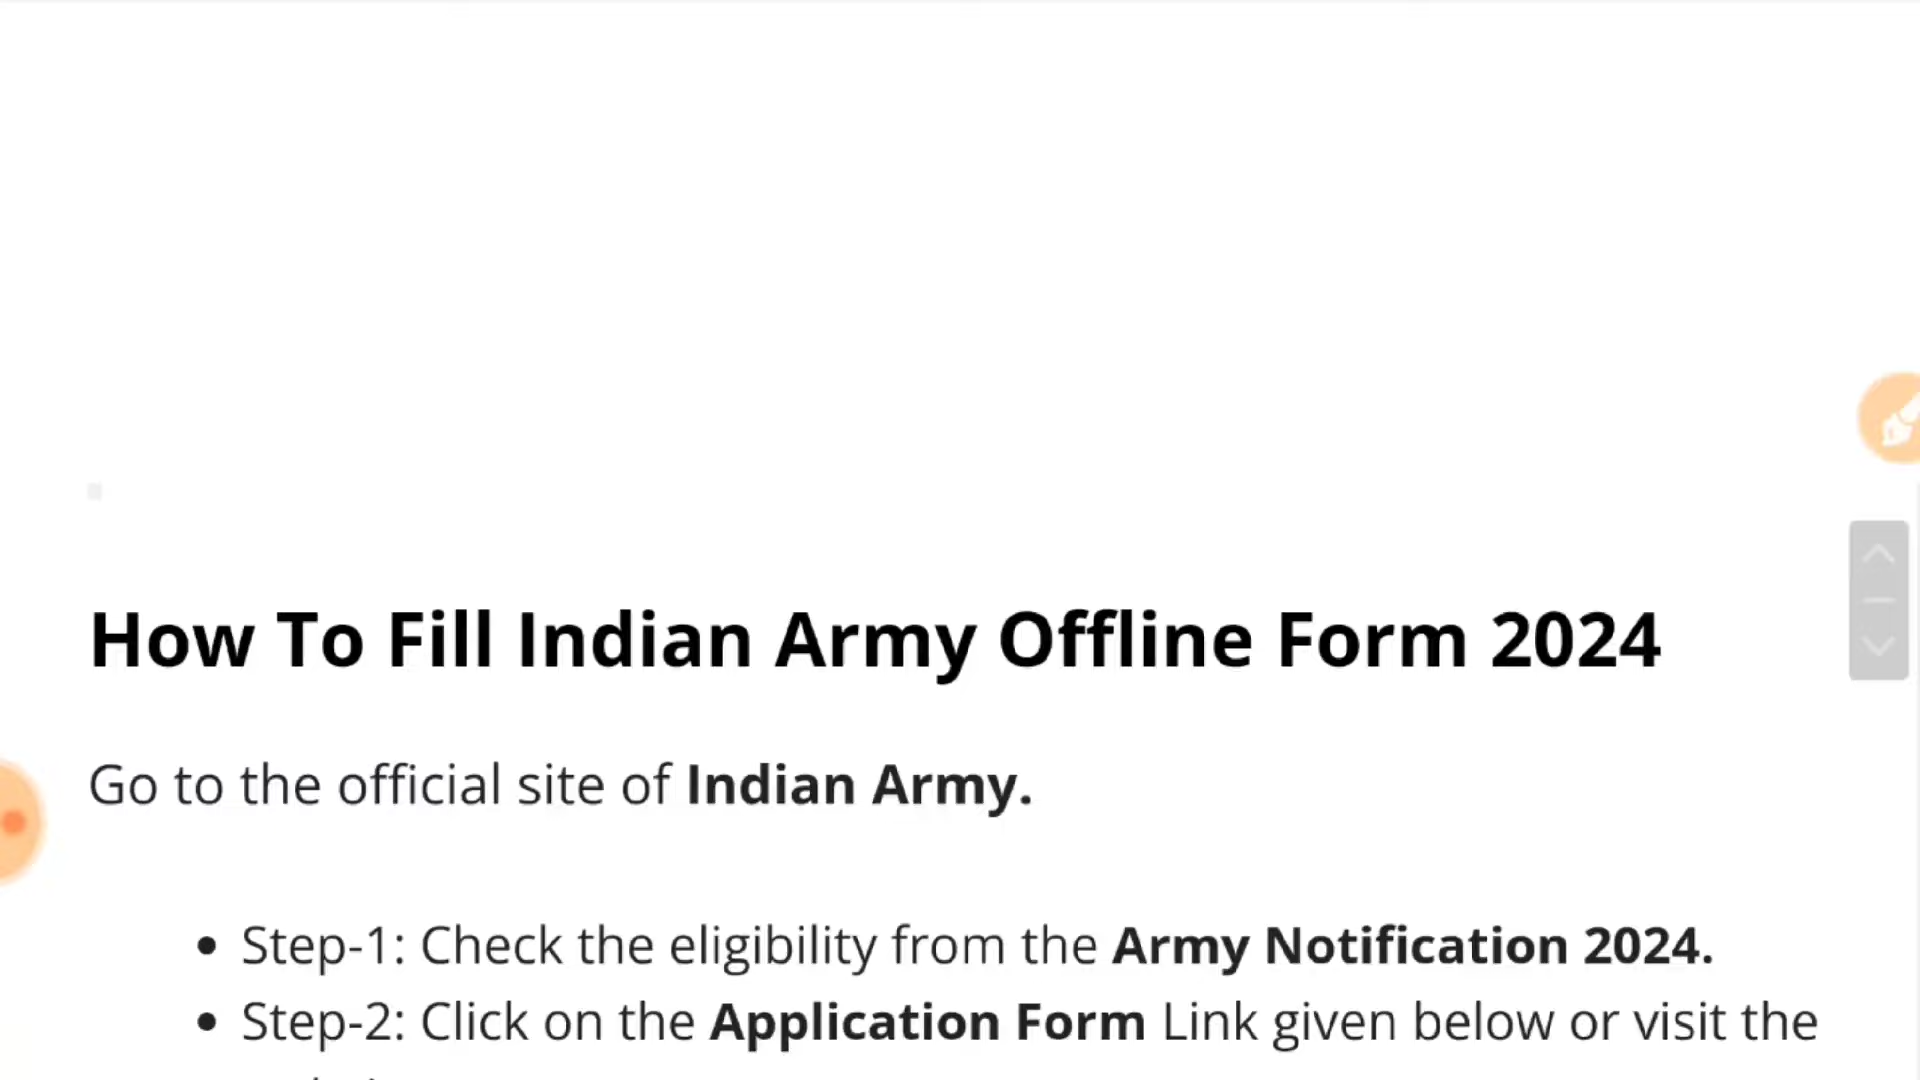 How To Fill Indian Army Offline Form 2024
Go to the official site of Indian Army.
• Step-1: Check the eligibility from the Army Notification 2024.
• Step-2: Click on the Application Form Link given below or visit the